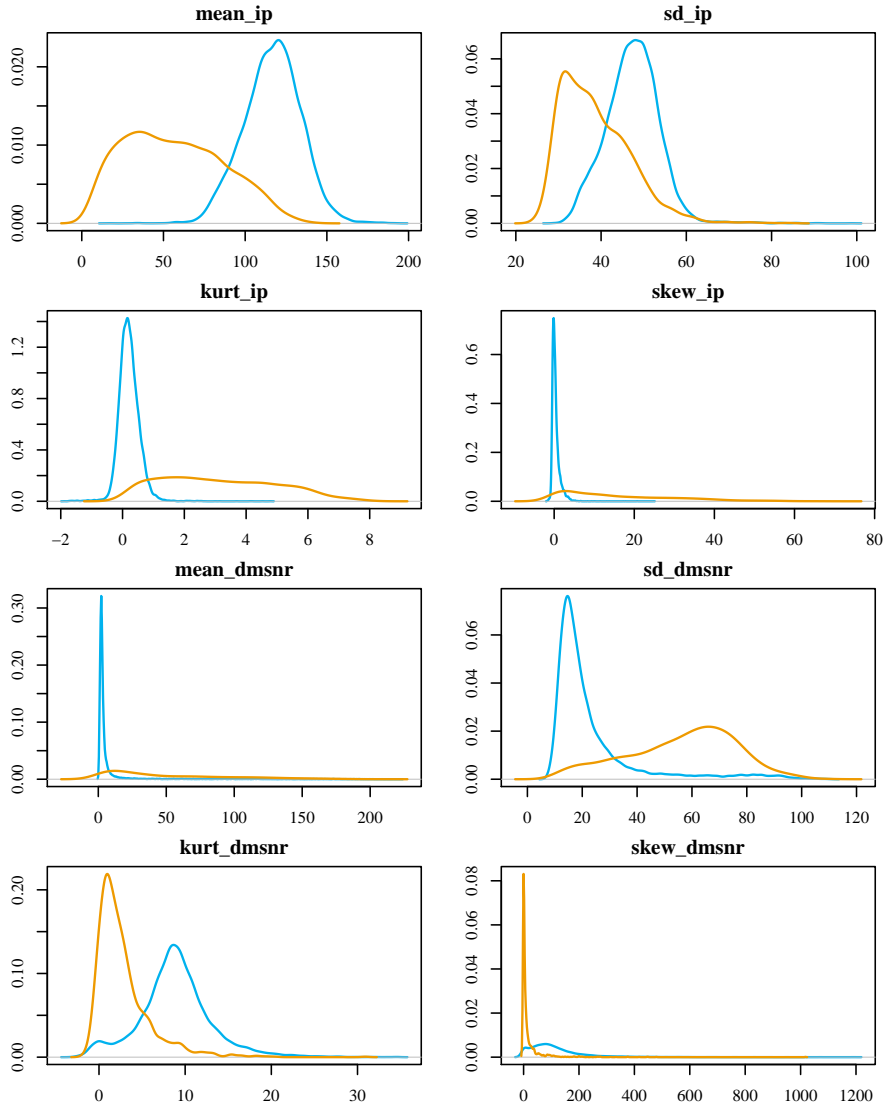 mean_ip
0.000 0.010 0.020
0 50 100 150 200
sd_ip
0.00 0.02 0.04 0.06
20 40 60 80 100
kurt_ip
0.0 0.4 0.8 1.2
−2 0 2 4 6 8
skew_ip
0.0 0.2 0.4 0.6
0 20 40 60 80
mean_dmsnr
0.00 0.10 0.20 0.30
0 50 100 150 200
sd_dmsnr
0.00 0.02 0.04 0.06
0 20 40 60 80 100 120
kurt_dmsnr
0.00 0.10 0.20
0 10 20 30
skew_dmsnr
0.00 0.02 0.04 0.06 0.08
0 200 400 600 800 1000 1200